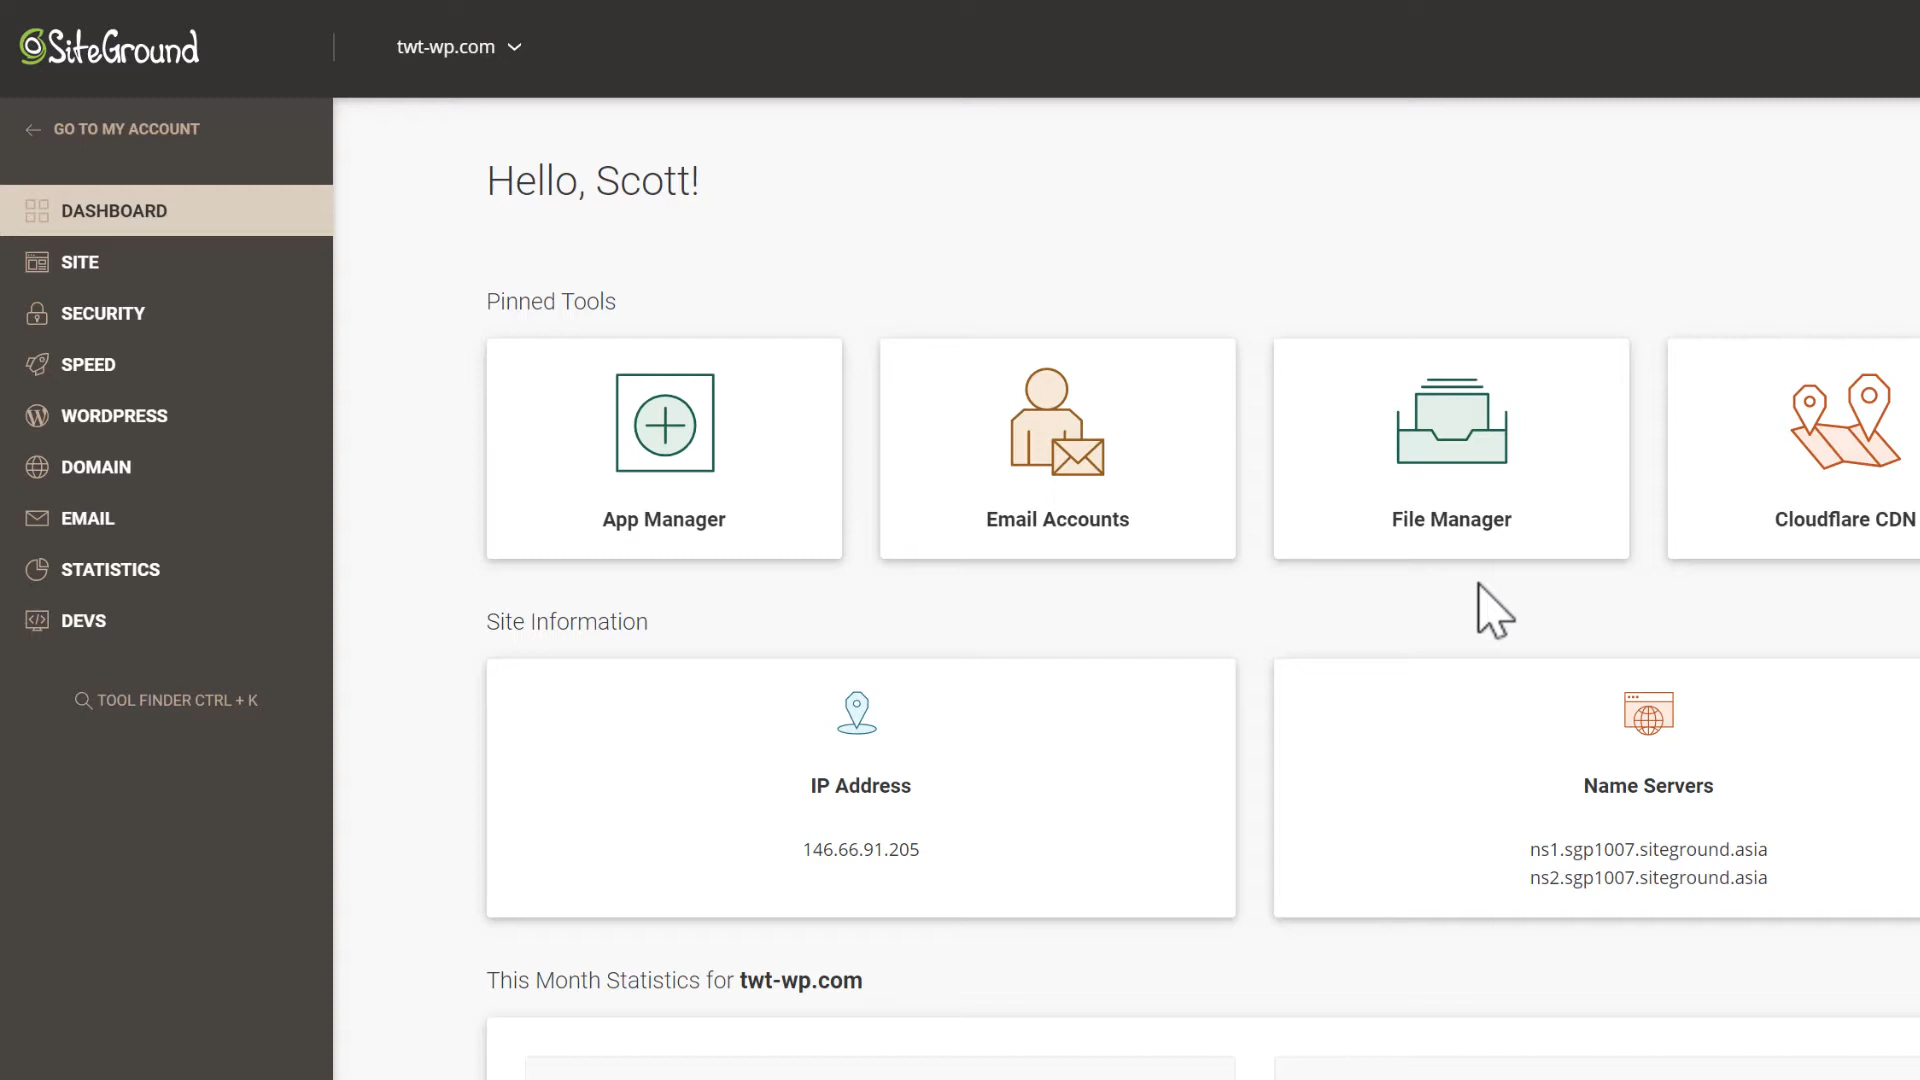 SiteGround
twt-wp.com
GO TO MY ACCOUNT
DASHBOARD
SITE
SECURITY
SPEED
WORDPRESS
DOMAIN
EMAIL
STATISTICS
DEVS
TOOL FINDER CTRL + K
Hello, Scott!
Pinned Tools
App Manager
Email Accounts
File Manager
Cloudflare CDN
Site Information
IP Address
146.66.91.205
Name Servers
ns1.sgp1007.siteground.asia
ns2.sgp1007.siteground.asia
This Month Statistics for twt-wp.com